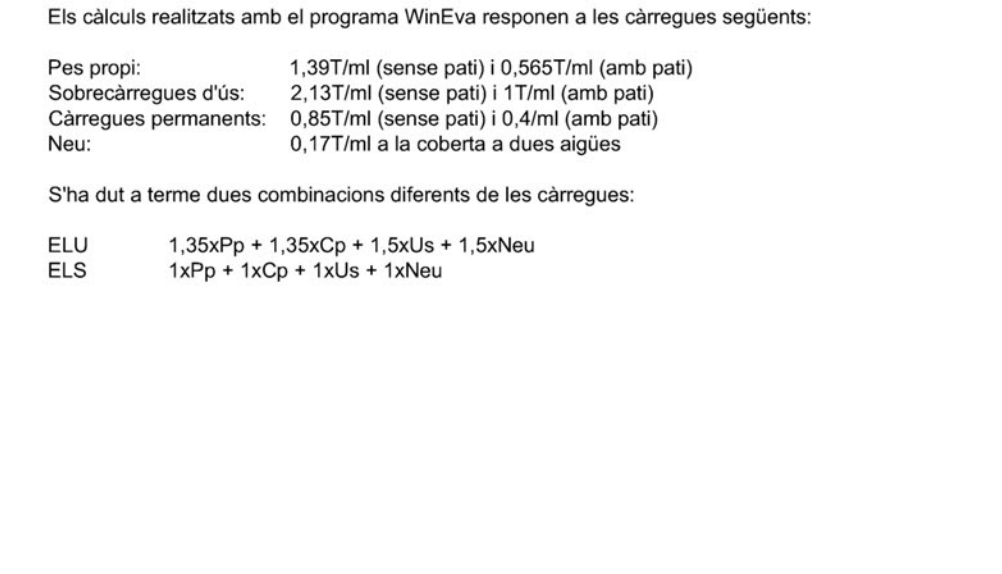 Els càlculs realitzats amb el programa WinEva responen a les càrregues següents:
Pes propi: 1,39T/ml (sense pati) i 0,565T/ml (amb pati)
Sobrecàrregues d'ús: 2,13T/ml (sense pati) i 1T/ml (amb pati)
Càrregues permanents: 0,85T/ml (sense pati) i 0,4/ml (amb pati)
Neu: 0,17T/ml a la coberta a dues aigües
S'ha dut a terme dues combinacions diferents de les càrregues:
ELU 1,35xPp + 1,35xCp + 1,5xUs + 1,5xNeu
ELS 1xPp + 1xCp + 1xUs + 1xNeu